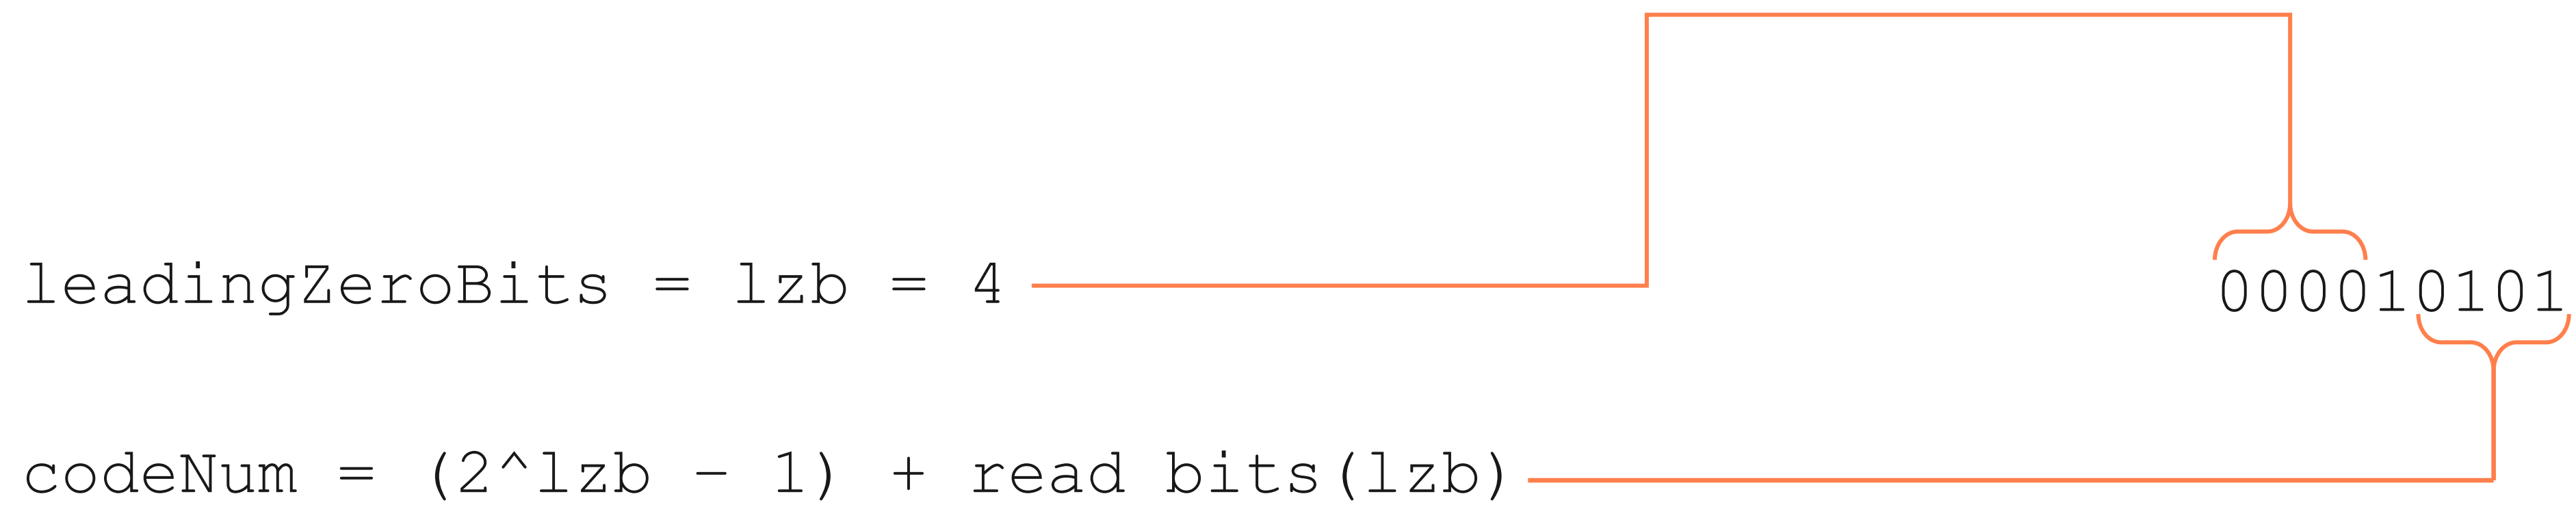 leadingZeroBits = lzb = 4 000010101
codeNum = (2^lzb - 1) + read bits(lzb)